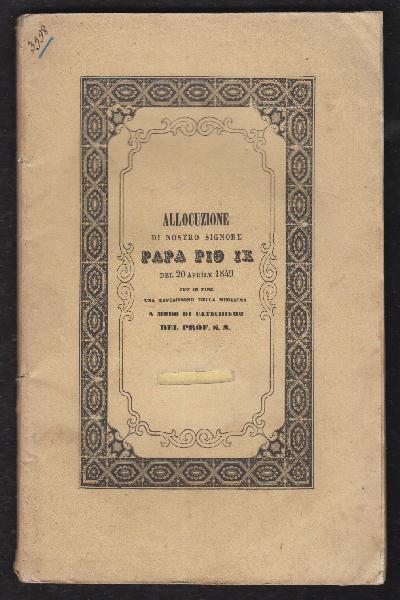 3998
ALLOCUZIONE
DI NOSTRO SIGNORE
PAPA PIO IX
DEL 20 APRILE 1849
CON IN FINE
UNA ESPOSIZIONE DELLA MEDESIMA
A MODO DI CATECHISMO
DEL PROF. S. S.